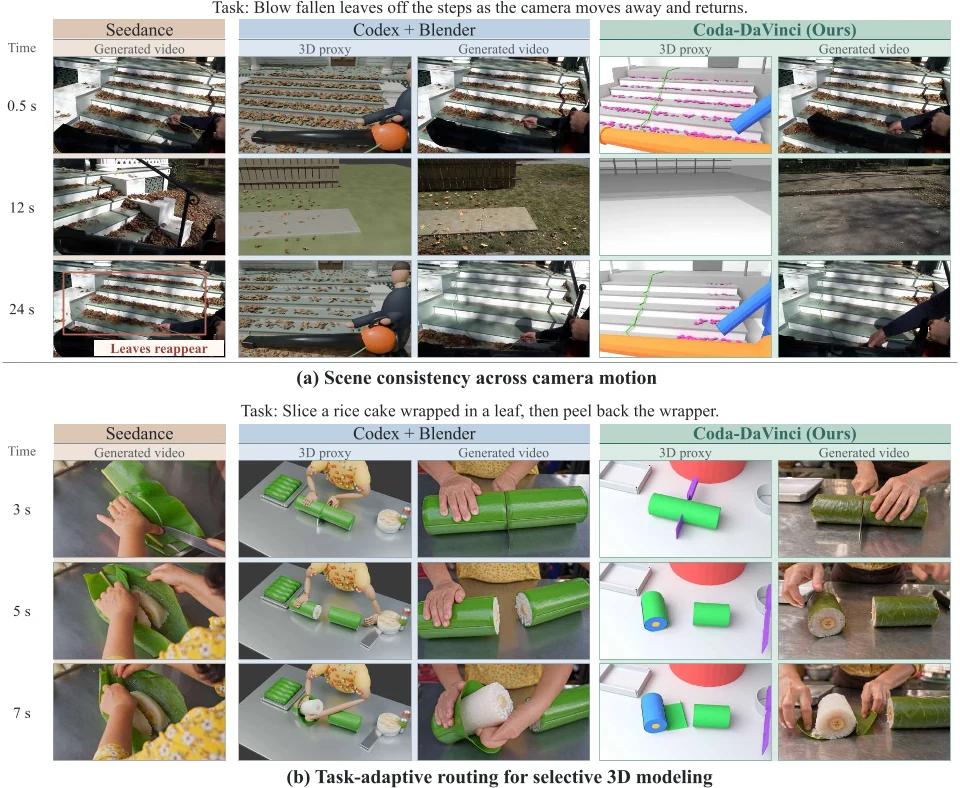 Task: Blow fallen leaves off the steps as the camera moves away and returns.
Seedance
Codex + Blender
Coda-DaVinci (Ours)
Time
Generated video
3D proxy
Generated video
3D proxy
Generated video
0.5 s
12 s
24 s
Leaves reappear
(a) Scene consistency across camera motion
Task: Slice a rice cake wrapped in a leaf, then peel back the wrapper.
Seedance
Codex + Blender
Coda-DaVinci (Ours)
Time
Generated video
3D proxy
Generated video
3D proxy
Generated video
3 s
5 s
7 s
(b) Task-adaptive routing for selective 3D modeling